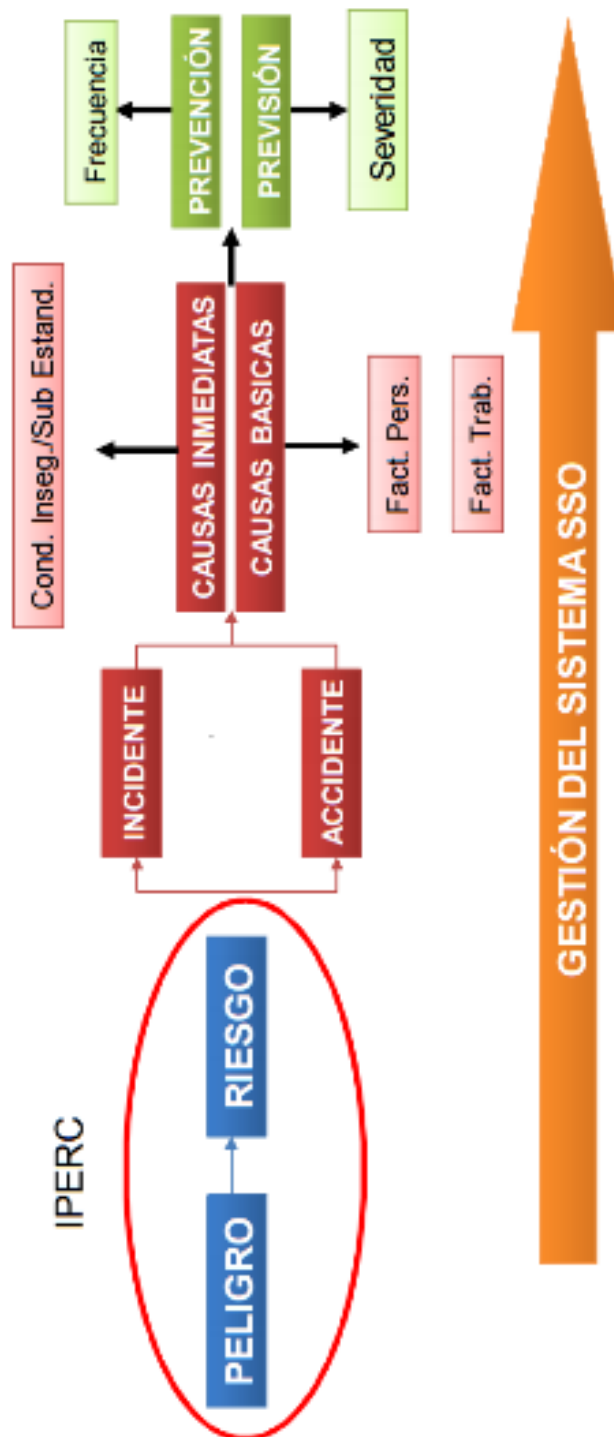 IPERC
PELIGRO
RIESGO
INCIDENTE
ACCIDENTE
Cond. Inseg./Sub Estand.
CAUSAS INMEDIATAS
CAUSAS BASICAS
Fact. Pers.
Fact. Trab.
Frecuencia
PREVENCIÓN
PREVISIÓN
Severidad
GESTIÓN DEL SISTEMA SSO